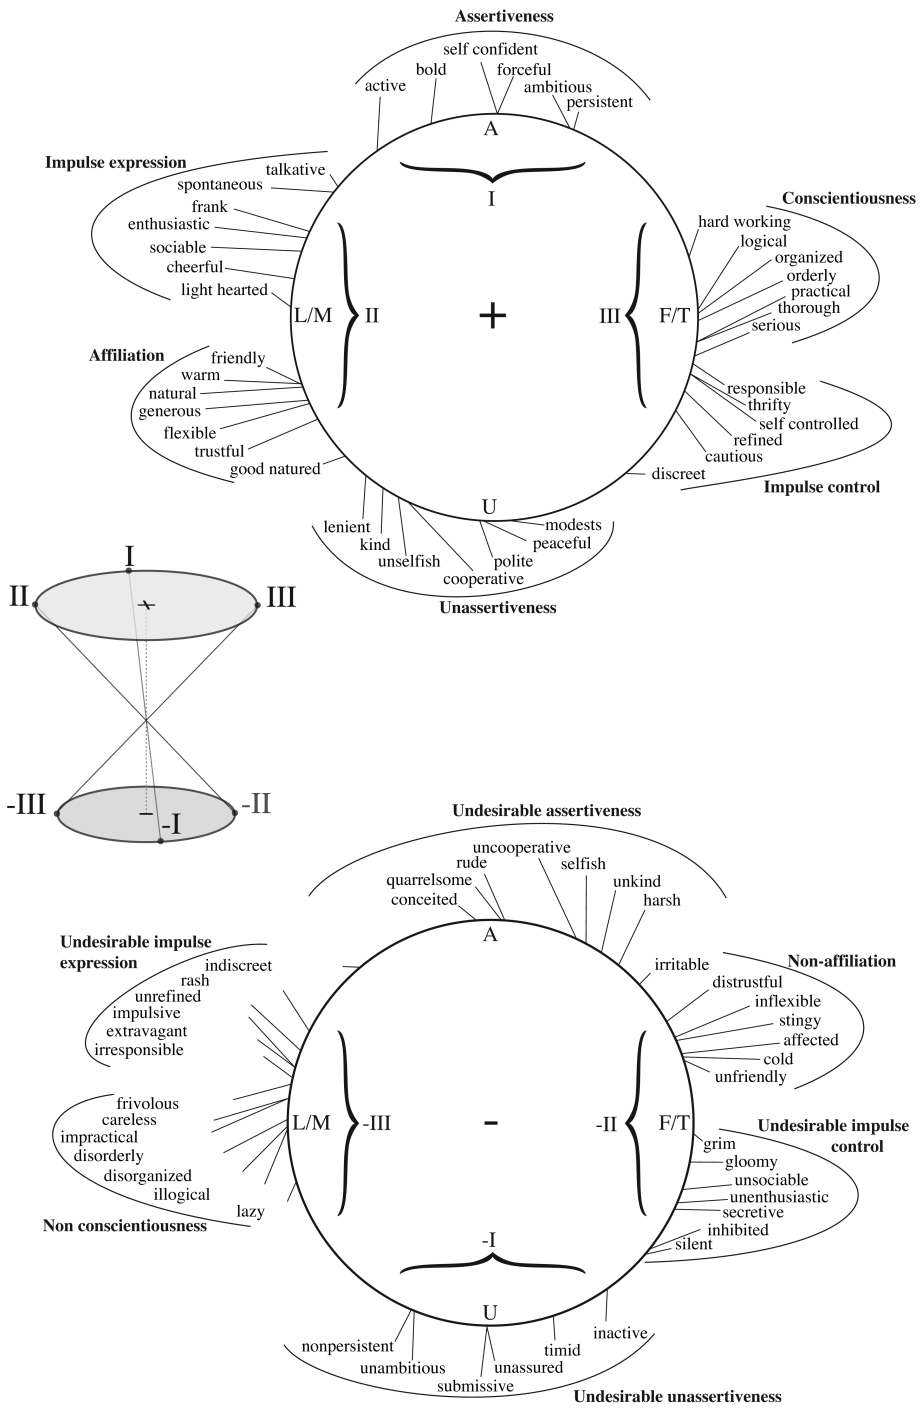 Assertiveness
self confident
bold
forceful
active
ambitious
persistent
A
I
Impulse expression
talkative
spontaneous
frank
enthusiastic
sociable
cheerful
light hearted
Conscientiousness
hard working
logical
organized
orderly
practical
thorough
serious
L/M
II
+
III
F/T
Affiliation
friendly
warm
natural
generous
flexible
trustful
good natured
responsible
thrifty
self controlled
refined
cautious
discreet
Impulse control
U
lenient
kind
unselfish
cooperative
polite
peaceful
modests
Unassertiveness
I
II
+
III
-III
-
-I
-II
Undesirable assertiveness
uncooperative
rude
selfish
quarrelsome
unkind
conceited
harsh
A
Undesirable impulse
expression
indiscreet
rash
unrefined
impulsive
extravagant
irresponsible
irritable
Non-affiliation
distrustful
inflexible
stingy
affected
cold
unfriendly
frivolous
careless
impractical
disorderly
disorganized
illogical
lazy
Non conscientiousness
L/M
-III
-
-II
F/T
Undesirable impulse
control
grim
gloomy
unsociable
unenthusiastic
secretive
inhibited
silent
-I
U
nonpersistent
unambitious
submissive
unassured
timid
inactive
Undesirable unassertiveness